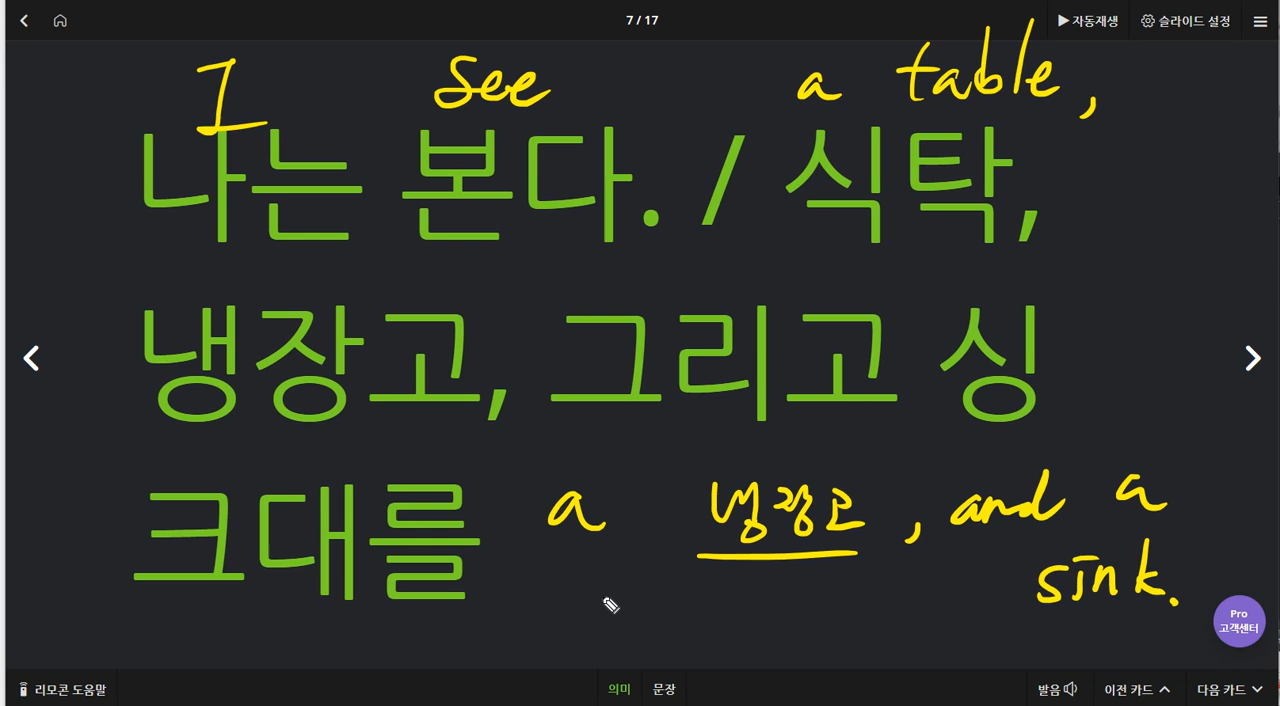 7 / 17
자동재생
슬라이드 설정
I see a table,
나는 본다. / 식탁,
냉장고, 그리고 싱
크대를
a 냉장고, and a
sink.
Pro
고객센터
리모콘 도움말
의미
문장
발음
이전 카드
다음 카드